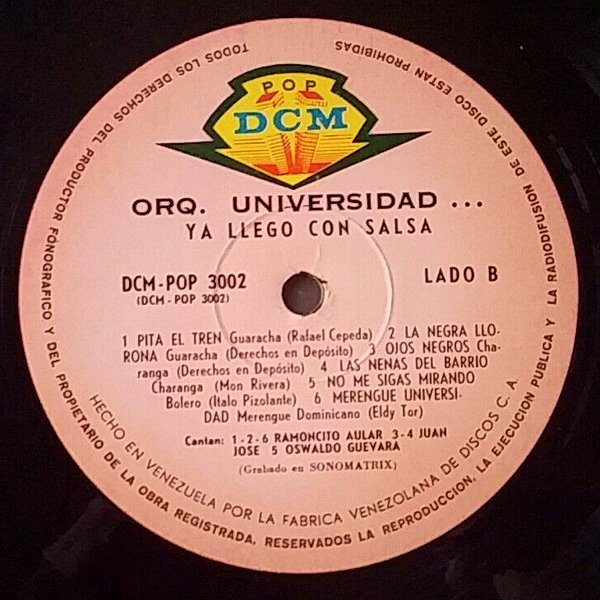 POP
DCM
ORQ. UNIVERSIDAD ...
YA LLEGO CON SALSA
DCM-POP 3002
(DCM - POP 3002)
LADO B
1 PITA EL TREN Guaracha (Rafael Cepeda) 2 LA NEGRA LLO-
RONA Guaracha (Derechos en Depósito) 3 OJOS NEGROS Cha-
ranga (Derechos en Depósito) 4 LAS NENAS DEL BARRIO
Charanga (Mon Rivera) 5 NO ME SIGAS MIRANDO
Bolero (Italo Pizolante) 6 MERENGUE UNIVERSI-
DAD Merengue Dominicano (Eldy Tor)
Cantan: 1-2-6 RAMONCITO AULAR 3-4 JUAN
JOSE 5 OSWALDO GUEVARA
(Grabado en SONOMATRIX)
HECHO EN VENEZUELA POR LA FABRICA VENEZOLANA DE DISCOS C. A.
TODOS LOS DERECHOS DEL PRODUCTOR FONOGRAFICO Y DEL PROPIETARIO DE LA OBRA REGISTRADA, RESERVADOS LA REPRODUCCION, LA EJECUCION PUBLICA Y LA RADIODIFUSION DE ESTE DISCO ESTAN PROHIBIDAS